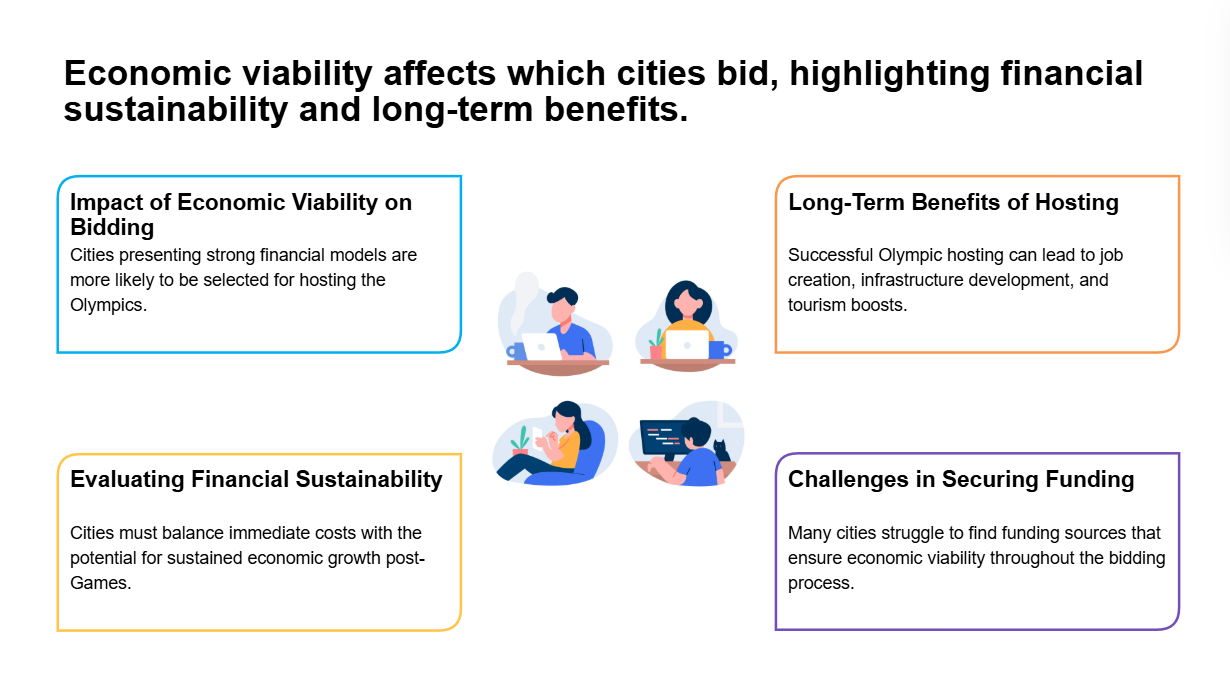 Economic viability affects which cities bid, highlighting financial
sustainability and long-term benefits.
Impact of Economic Viability on
Bidding
Cities presenting strong financial models are
more likely to be selected for hosting the
Olympics.
Long-Term Benefits of Hosting
Successful Olympic hosting can lead to job
creation, infrastructure development, and
tourism boosts.
Evaluating Financial Sustainability
Cities must balance immediate costs with the
potential for sustained economic growth post-
Games.
Challenges in Securing Funding
Many cities struggle to find funding sources that
ensure economic viability throughout the bidding
process.